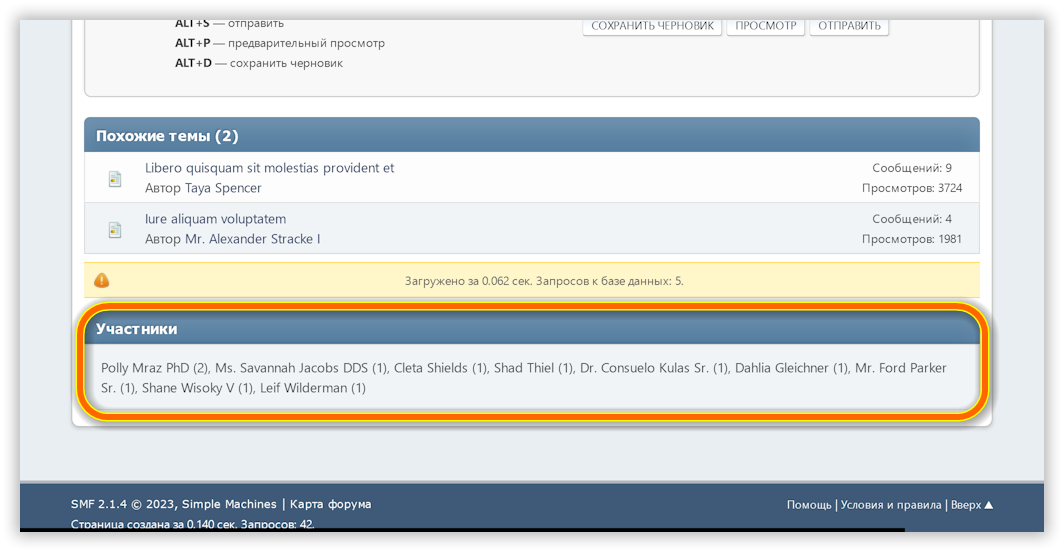 ALT+S — отправить
СОХРАНИТЬ ЧЕРНОВИК ПРОСМОТР ОТПРАВИТЬ
ALT+P — предварительный просмотр
ALT+D — сохранить черновик
Похожие темы (2)
Libero quisquam sit molestias provident et
Сообщений: 9
Автор Taya Spencer
Просмотров: 3724
Iure aliquam voluptatem
Сообщений: 4
Автор Mr. Alexander Stracke I
Просмотров: 1981
Загружено за 0.062 сек. Запросов к базе данных: 5.
Участники
Polly Mraz PhD (2), Ms. Savannah Jacobs DDS (1), Cleta Shields (1), Shad Thiel (1), Dr. Consuelo Kulas Sr. (1), Dahlia Gleichner (1), Mr. Ford Parker
Sr. (1), Shane Wisoky V (1), Leif Wilderman (1)
SMF 2.1.4 © 2023, Simple Machines | Карта форума
Помощь | Условия и правила | Вверх ▲
Страница создана за 0.140 сек. Запросов: 42.